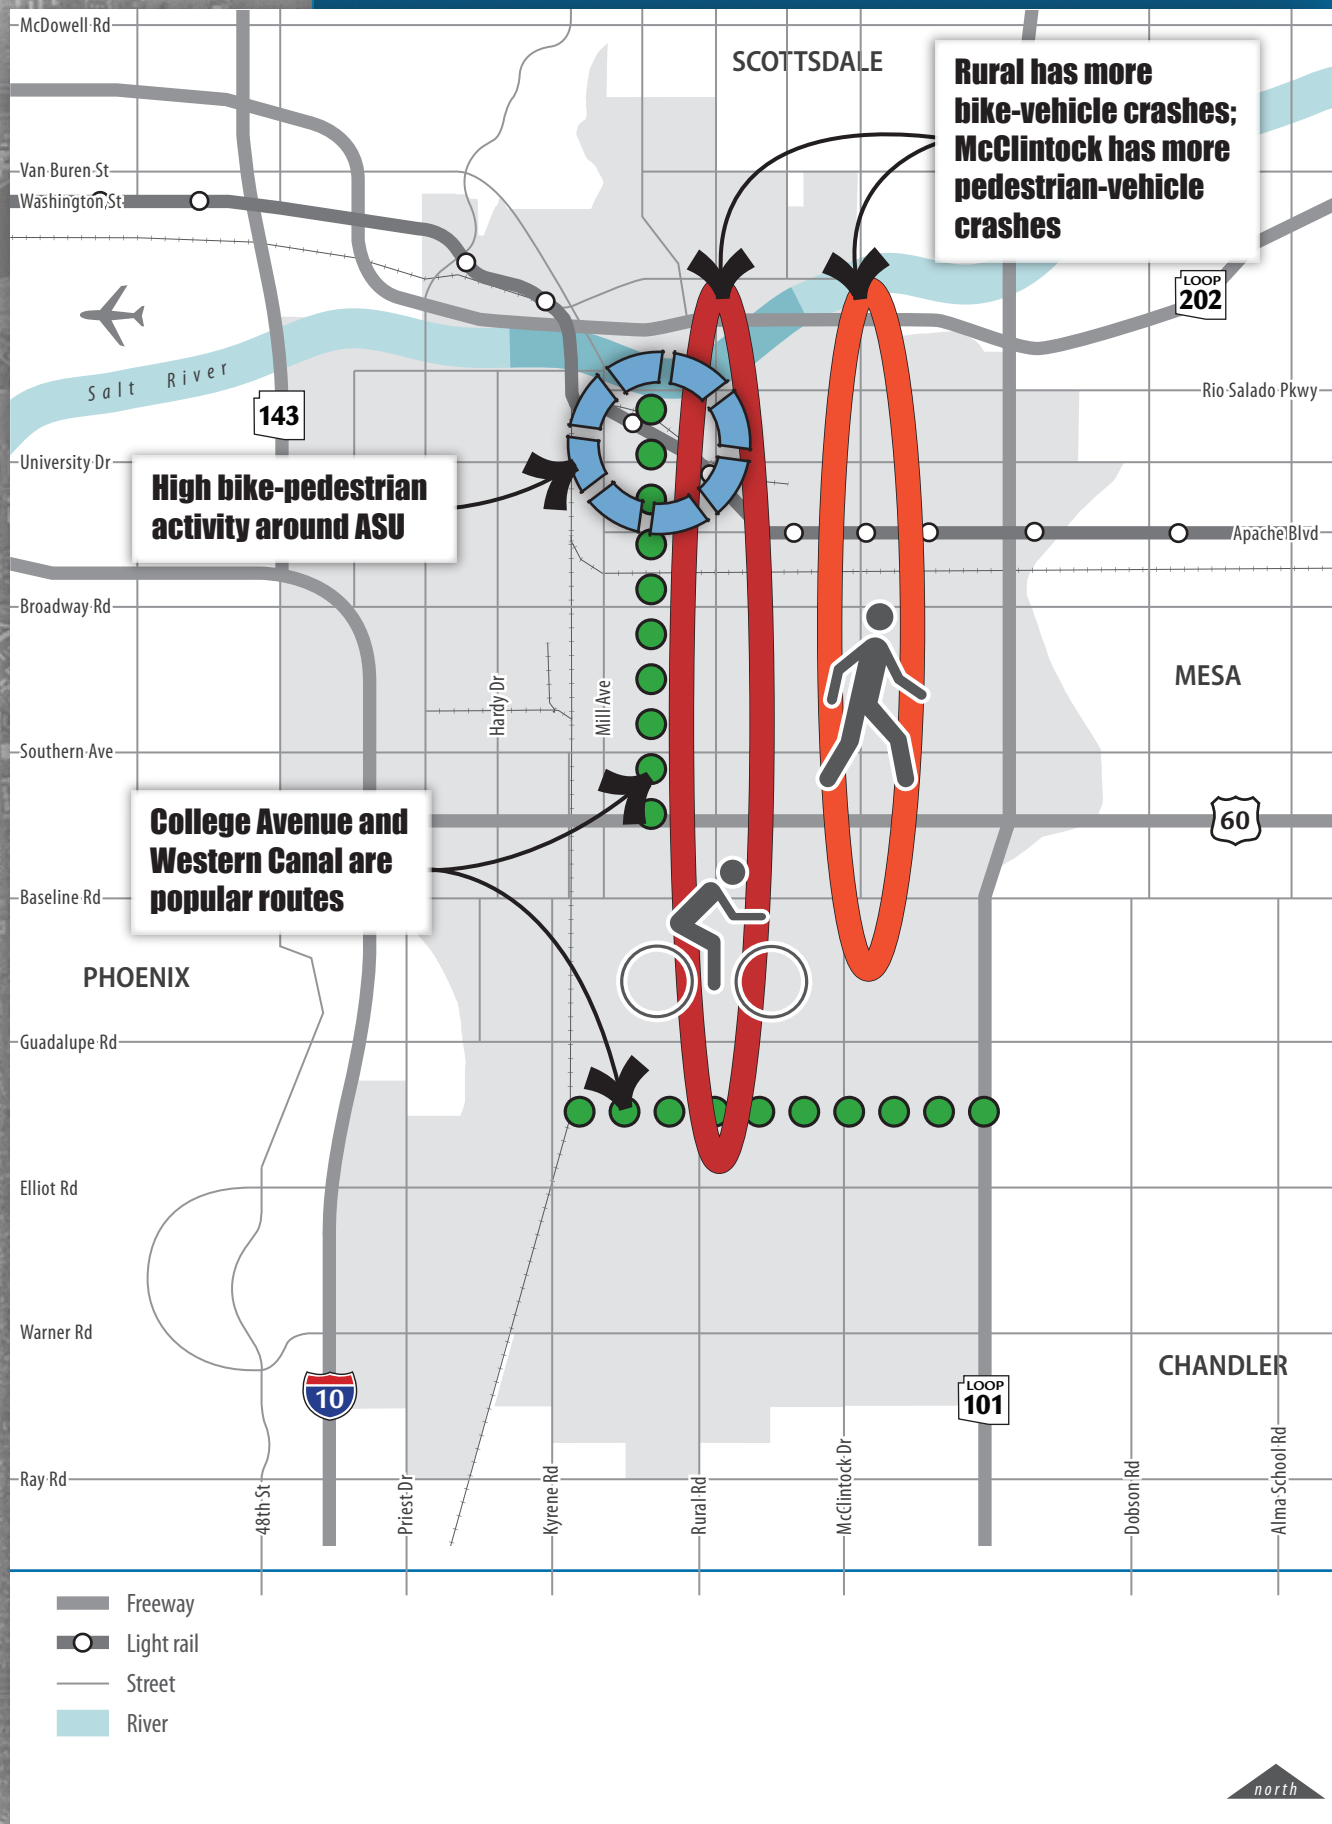 McDowell Rd
SCOTTSDALE
Rural has more
bike-vehicle crashes;
McClintock has more
pedestrian-vehicle
crashes
Van Buren St
Washington St
LOOP
202
Salt River
143
Rio Salado Pkwy
University Dr
High bike-pedestrian
activity around ASU
Apache Blvd
Broadway Rd
Hardy Dr
Mill Ave
MESA
Southern Ave
60
College Avenue and
Western Canal are
popular routes
Baseline Rd
PHOENIX
Guadalupe Rd
Elliot Rd
Warner Rd
CHANDLER
10
LOOP
101
Ray Rd
48th St
Priest Dr
Kyrene Rd
Rural Rd
McClintock Dr
Dobson Rd
Alma School Rd
Freeway
Light rail
Street
River
north